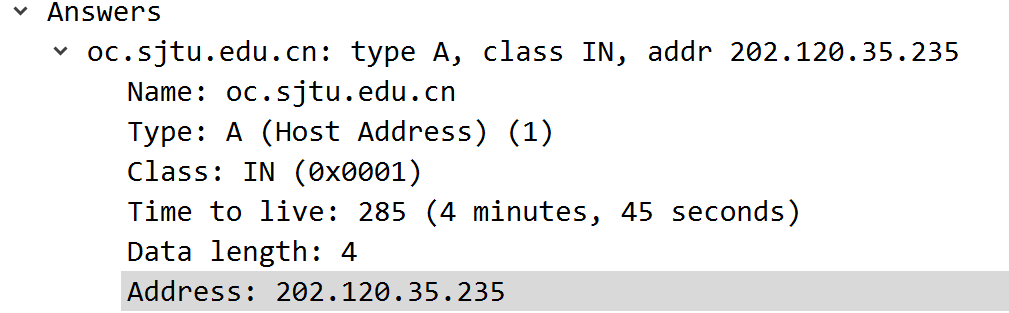 Answers
oc.sjtu.edu.cn: type A, class IN, addr 202.120.35.235
Name: oc.sjtu.edu.cn
Type: A (Host Address) (1)
Class: IN (0x0001)
Time to live: 285 (4 minutes, 45 seconds)
Data length: 4
Address: 202.120.35.235